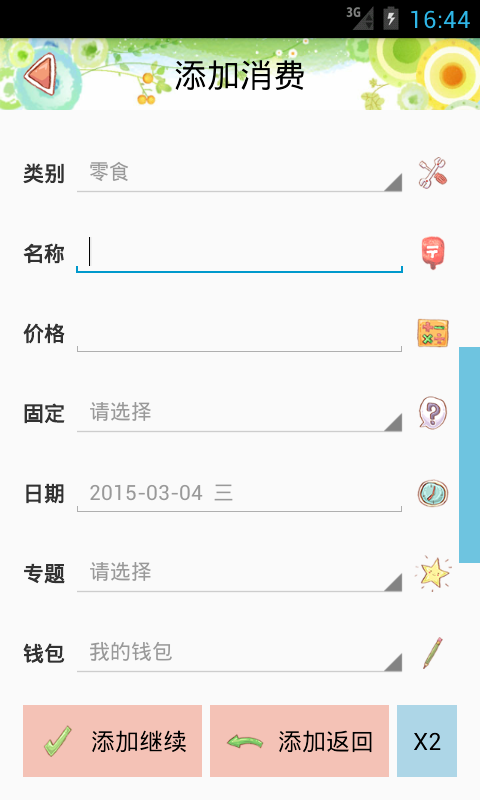 3G 16:44
添加消费
类别 零食
名称
价格
固定 请选择
日期 2015-03-04 三
专题 请选择
钱包 我的钱包
添加继续 添加返回 X2